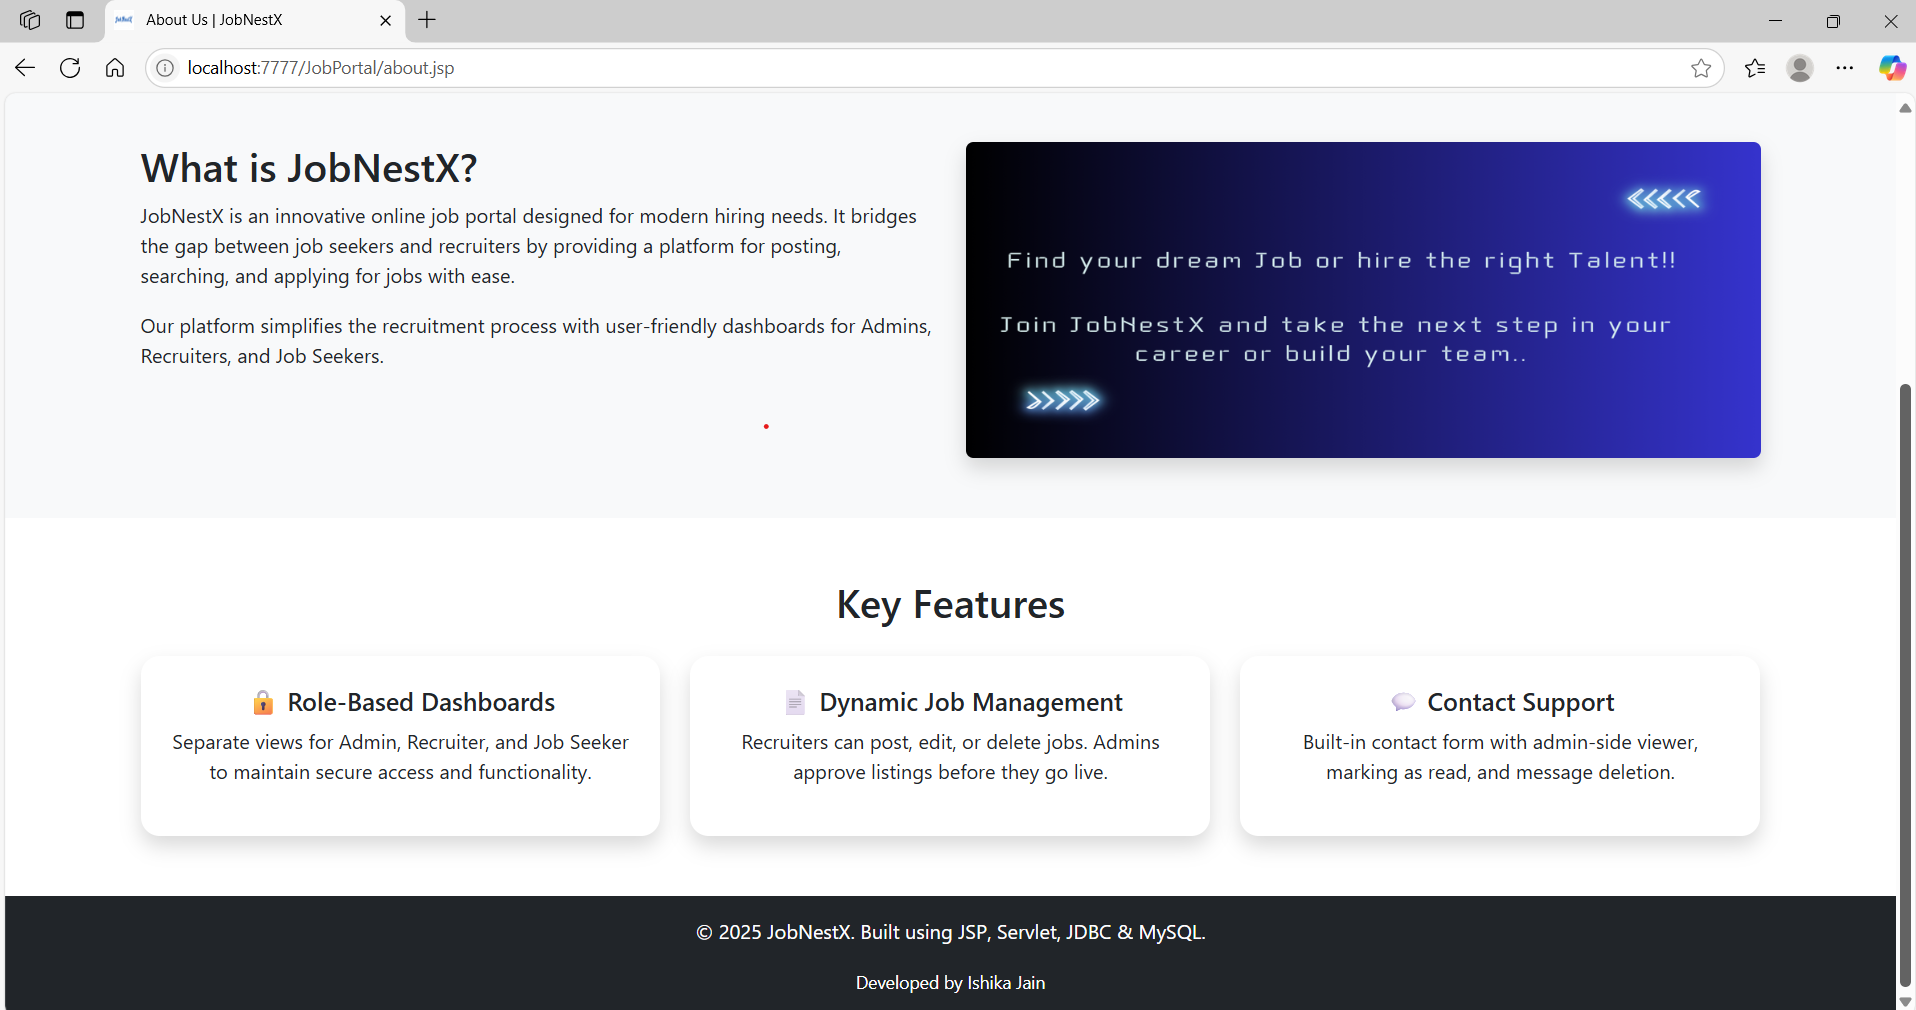 About Us | JobNestX
localhost:7777/JobPortal/about.jsp
What is JobNestX?
JobNestX is an innovative online job portal designed for modern hiring needs. It bridges
the gap between job seekers and recruiters by providing a platform for posting,
searching, and applying for jobs with ease.
Our platform simplifies the recruitment process with user-friendly dashboards for Admins,
Recruiters, and Job Seekers.
Find your dream Job or hire the right Talent!!
Join JobNestX and take the next step in your
career or build your team..
Key Features
🔒 Role-Based Dashboards
Separate views for Admin, Recruiter, and Job Seeker
to maintain secure access and functionality.
📄 Dynamic Job Management
Recruiters can post, edit, or delete jobs. Admins
approve listings before they go live.
💬 Contact Support
Built-in contact form with admin-side viewer,
marking as read, and message deletion.
© 2025 JobNestX. Built using JSP, Servlet, JDBC & MySQL.
Developed by Ishika Jain